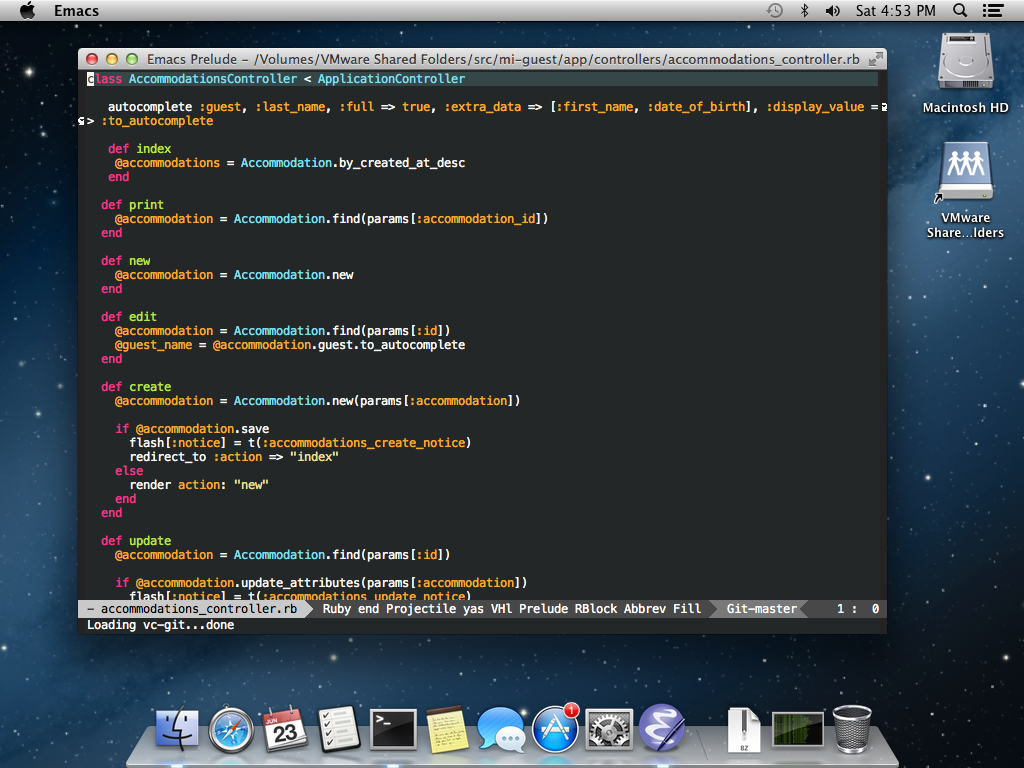 Emacs
Sat 4:53 PM
Emacs Prelude - /Volumes/VMware Shared Folders/src/mi-guest/app/controllers/accommodations_controller.rb
class AccommodationsController < ApplicationController
autocomplete :guest, :last_name, :full => true, :extra_data => [:first_name, :date_of_birth], :display_value =
> :to_autocomplete
def index
@accommodations = Accommodation.by_created_at_desc
end
def print
@accommodation = Accommodation.find(params[:accommodation_id])
end
def new
@accommodation = Accommodation.new
end
def edit
@accommodation = Accommodation.find(params[:id])
@guest_name = @accommodation.guest.to_autocomplete
end
def create
@accommodation = Accommodation.new(params[:accommodation])
if @accommodation.save
flash[:notice] = t(:accommodations_create_notice)
redirect_to :action => "index"
else
render action: "new"
end
end
def update
@accommodation = Accommodation.find(params[:id])
if @accommodation.update_attributes(params[:accommodation])
flash[:notice] = t(:accommodations_update_notice)
- accommodations_controller.rb Ruby end Projectile yas VHl Prelude RBlock Abbrev Fill Git-master 1 : 0
Loading vc-git...done
Macintosh HD
VMware
Share...lders
JUN
23
>_
1
8Z